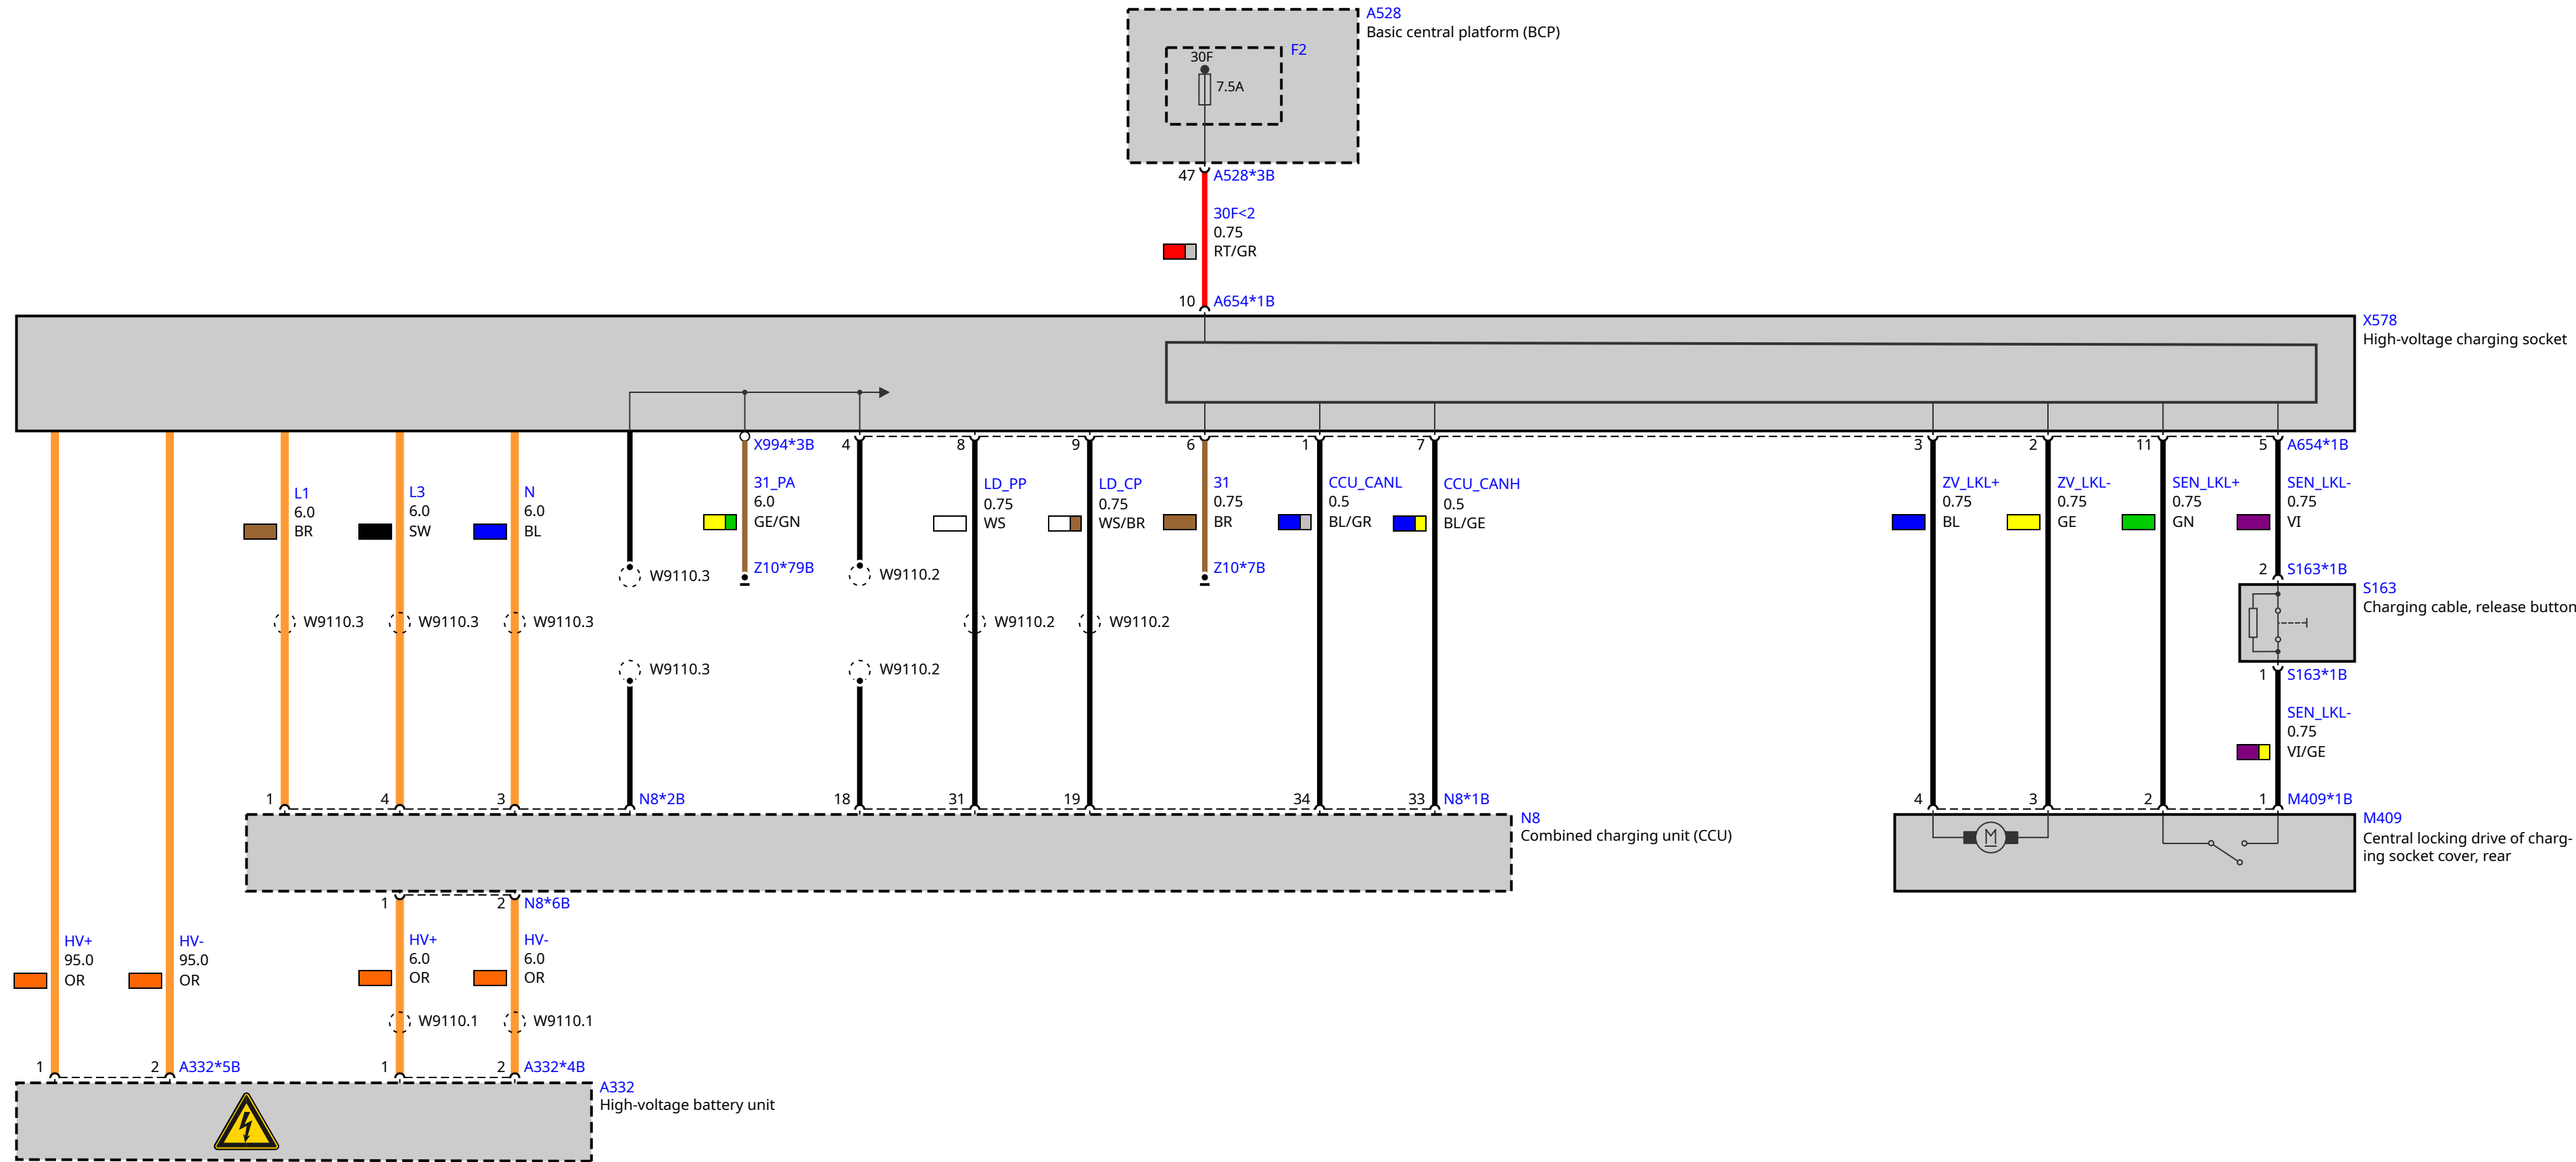 A528
Basic central platform (BCP)
F2
30F
7.5A
47 A528*3B
30F<2
0.75
RT/GR
10 A654*1B
X578
High-voltage charging socket
X994*3B
4
8
9
6
1
7
3
2
11
5 A654*1B
L1
6.0
BR
L3
6.0
SW
N
6.0
BL
31_PA
6.0
GE/GN
LD_PP
0.75
WS
LD_CP
0.75
WS/BR
31
0.75
BR
CCU_CANL
0.5
BL/GR
CCU_CANH
0.5
BL/GE
ZV_LKL+
0.75
BL
ZV_LKL-
0.75
GE
SEN_LKL+
0.75
GN
SEN_LKL-
0.75
VI
W9110.3
Z10*79B
W9110.2
Z10*7B
2 S163*1B
S163
Charging cable, release button
W9110.3
W9110.3
W9110.3
W9110.2
W9110.2
W9110.3
W9110.2
1 S163*1B
SEN_LKL-
0.75
VI/GE
1
4
3
N8*2B
18
31
19
34
33 N8*1B
4
3
2
1 M409*1B
N8
Combined charging unit (CCU)
M409
Central locking drive of charg-
ing socket cover, rear
M
1
2 N8*6B
HV+
95.0
OR
HV-
95.0
OR
HV+
6.0
OR
HV-
6.0
OR
W9110.1
W9110.1
1
2 A332*5B
1
2 A332*4B
A332
High-voltage battery unit